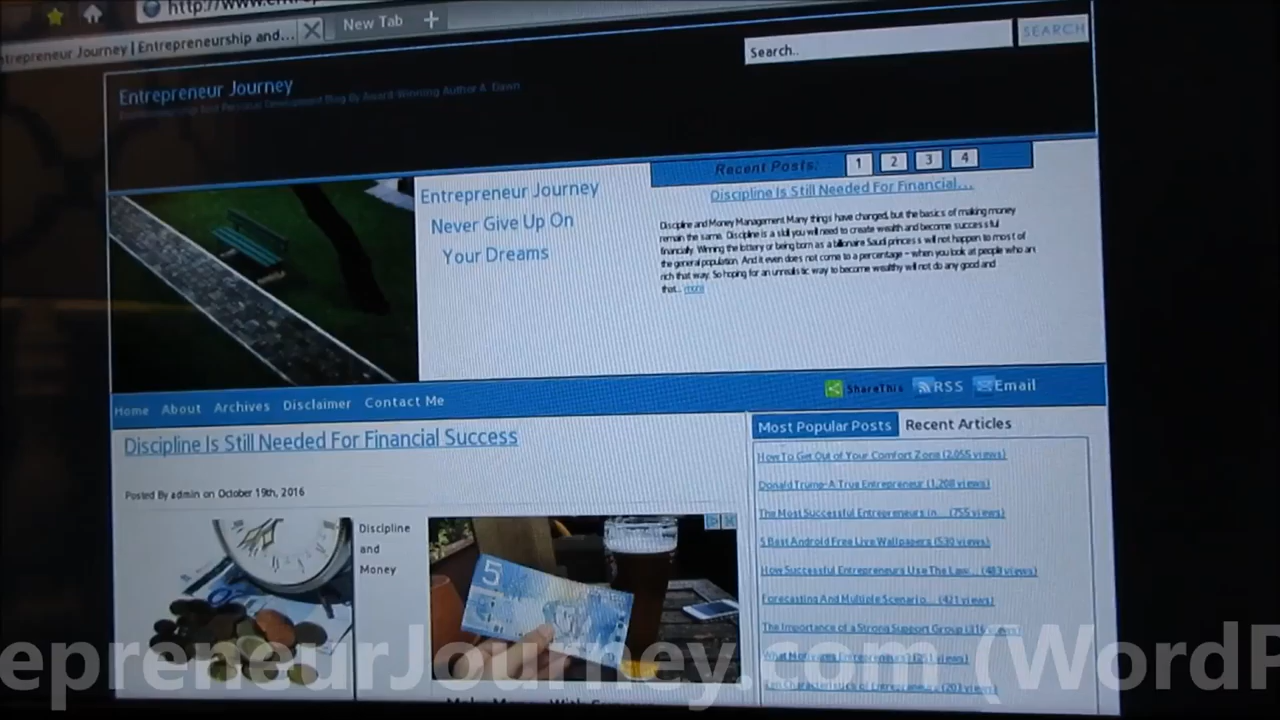 http://www.entrep
trepreneur Journey | Entrepreneurship and...
New Tab
Search..
SEARCH
Entrepreneur Journey
Personal Development Blog By Award-Winning Author A. Dawn
Recent Posts: 1 2 3 4
Discipline Is Still Needed For Financial...
Entrepreneur Journey
Never Give Up On
Your Dreams
Discipline and Money Management Many things have changed, but the basics of making money
remain the same. Discipline is a skill you will need to create wealth and become successful
financially. Winning the lottery or being born as a billionaire Saudi princess will not happen to most of
the general population. And it even does not come to a percentage – when you look at people who are
rich that way. So hoping for an unrealistic way to become wealthy will not do any good and
that... more
ShareThis RSS Email
Home About Archives Disclaimer Contact Me
Discipline Is Still Needed For Financial Success
Posted By admin on October 19th, 2016
Discipline
and
Money
5
Most Popular Posts Recent Articles
How To Get Out of Your Comfort Zone (2,055 views)
Donald Trump-A True Entrepreneur (1,208 views)
The Most Successful Entrepreneurs in... (755 views)
5 Best Android Free Live Wallpapers (530 views)
How Successful Entrepreneurs Use The Law... (483 views)
Forecasting And Multiple Scenario... (421 views)
The Importance of a Strong Support Group (316 views)
What Motivates Entrepreneurs? (251 views)
Ten Characteristics of Entrepreneurs (203 views)
epreneurJourney.com (WordP